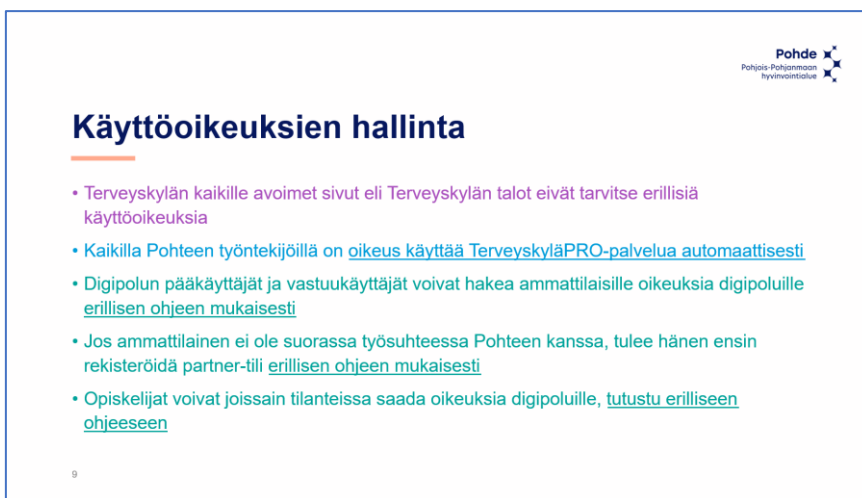 Pohde
Pohjois-Pohjanmaan
hyvinvointialue
Käyttöoikeuksien hallinta
• Terveyskylän kaikille avoimet sivut eli Terveyskylän talot eivät tarvitse erillisiä
käyttöoikeuksia
• Kaikilla Pohteen työntekijöillä on oikeus käyttää TerveyskyläPRO-palvelua automaattisesti
• Digipolun pääkäyttäjät ja vastuukäyttäjät voivat hakea ammattilaisille oikeuksia digipoluille
erillisen ohjeen mukaisesti
• Jos ammattilainen ei ole suorassa työsuhteessa Pohteen kanssa, tulee hänen ensin
rekisteröidä partner-tili erillisen ohjeen mukaisesti
• Opiskelijat voivat joissain tilanteissa saada oikeuksia digipoluille, tutustu erilliseen
ohjeeseen
9